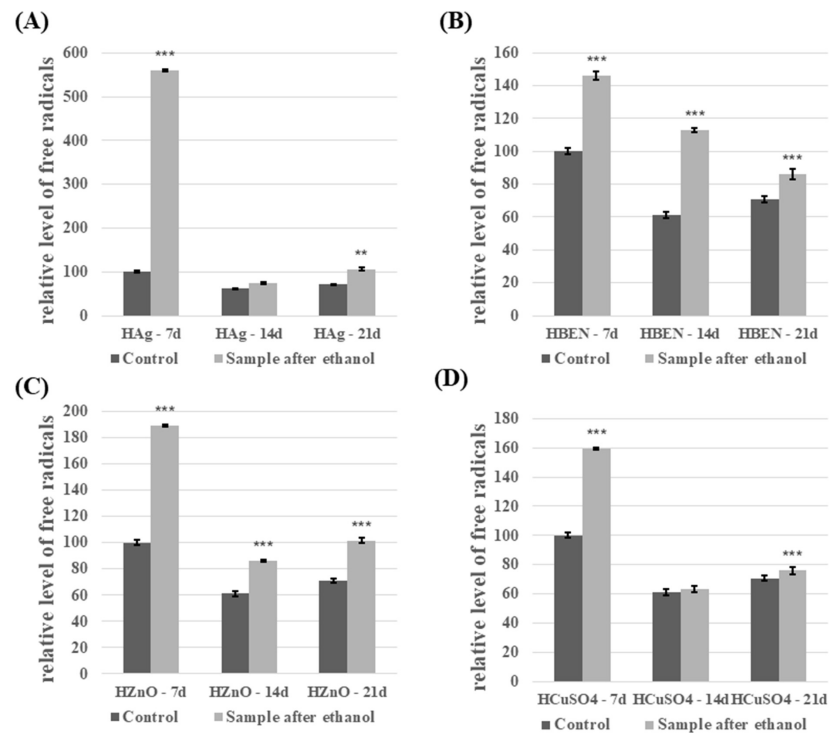 (A)
relative level of free radicals
600
500
400
300
200
100
0
***
**
HAg - 7d HAg - 14d HAg - 21d
Control Sample after ethanol
(B)
relative level of free radicals
160
140
120
100
80
60
40
20
0
***
***
***
HBEN - 7d HBEN - 14d HBEN - 21d
Control Sample after ethanol
(C)
relative level of free radicals
200
180
160
140
120
100
80
60
40
20
0
***
***
***
HZnO - 7d HZnO - 14d HZnO - 21d
Control Sample after ethanol
(D)
relative level of free radicals
180
160
140
120
100
80
60
40
20
0
***
***
HCuSO4 - 7d HCuSO4 - 14d HCuSO4 - 21d
Control Sample after ethanol